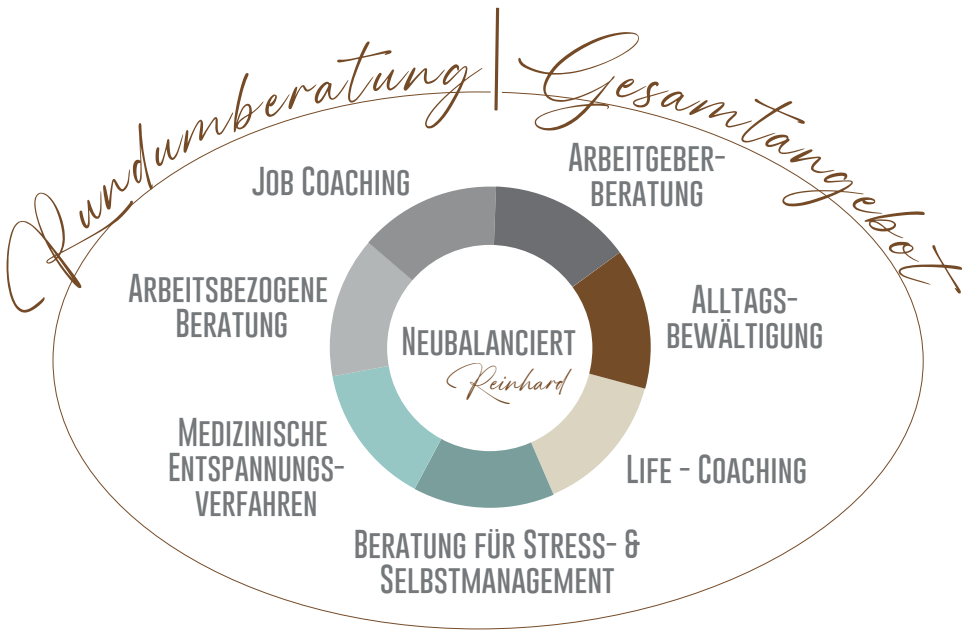 Rundumberatung | Gesamtangebot
JOB COACHING
ARBEITGEBER-
BERATUNG
ARBEITSBEZOGENE
BERATUNG
ALLTAGS-
BEWÄLTIGUNG
NEUBALANCIERT
Reinhard
MEDIZINISCHE
ENTSPANNUNGS-
VERFAHREN
LIFE - COACHING
BERATUNG FÜR STRESS- &
SELBSTMANAGEMENT